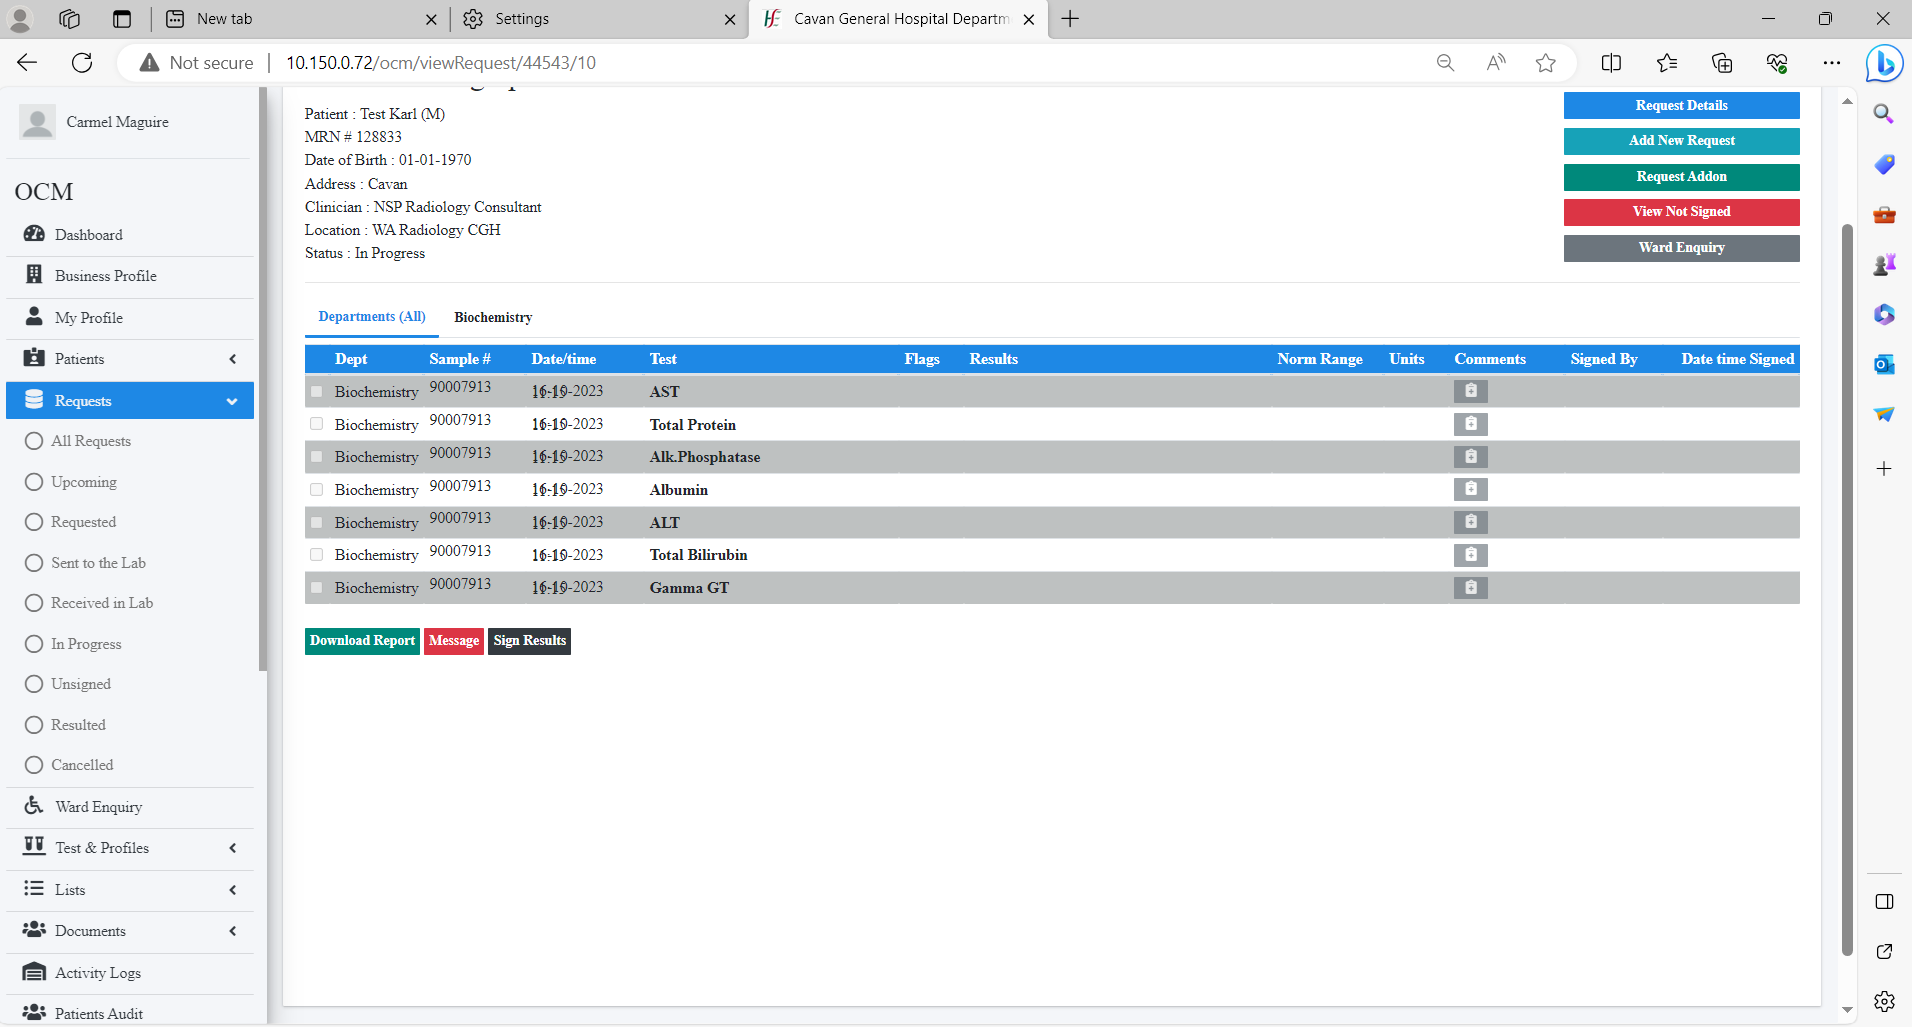 New tab
Settings
Cavan General Hospital Departm
Not secure
10.150.0.72/ocm/viewRequest/44543/10
Carmel Maguire
OCM
Dashboard
Business Profile
My Profile
Patients
Requests
All Requests
Upcoming
Requested
Sent to the Lab
Received in Lab
In Progress
Unsigned
Resulted
Cancelled
Ward Enquiry
Test & Profiles
Lists
Documents
Activity Logs
Patients Audit
Patient : Test Karl (M)
MRN # 128833
Date of Birth : 01-01-1970
Address : Cavan
Clinician : NSP Radiology Consultant
Location : WA Radiology CGH
Status : In Progress
Request Details
Add New Request
Request Addon
View Not Signed
Ward Enquiry
Departments (All) Biochemistry
Dept Sample # Date/time Test Flags Results Norm Range Units Comments Signed By Date time Signed
Biochemistry 90007913 16-10-2023 AST
Biochemistry 90007913 16-10-2023 Total Protein
Biochemistry 90007913 16-10-2023 Alk.Phosphatase
Biochemistry 90007913 16-10-2023 Albumin
Biochemistry 90007913 16-10-2023 ALT
Biochemistry 90007913 16-10-2023 Total Bilirubin
Biochemistry 90007913 16-10-2023 Gamma GT
Download Report Message Sign Results